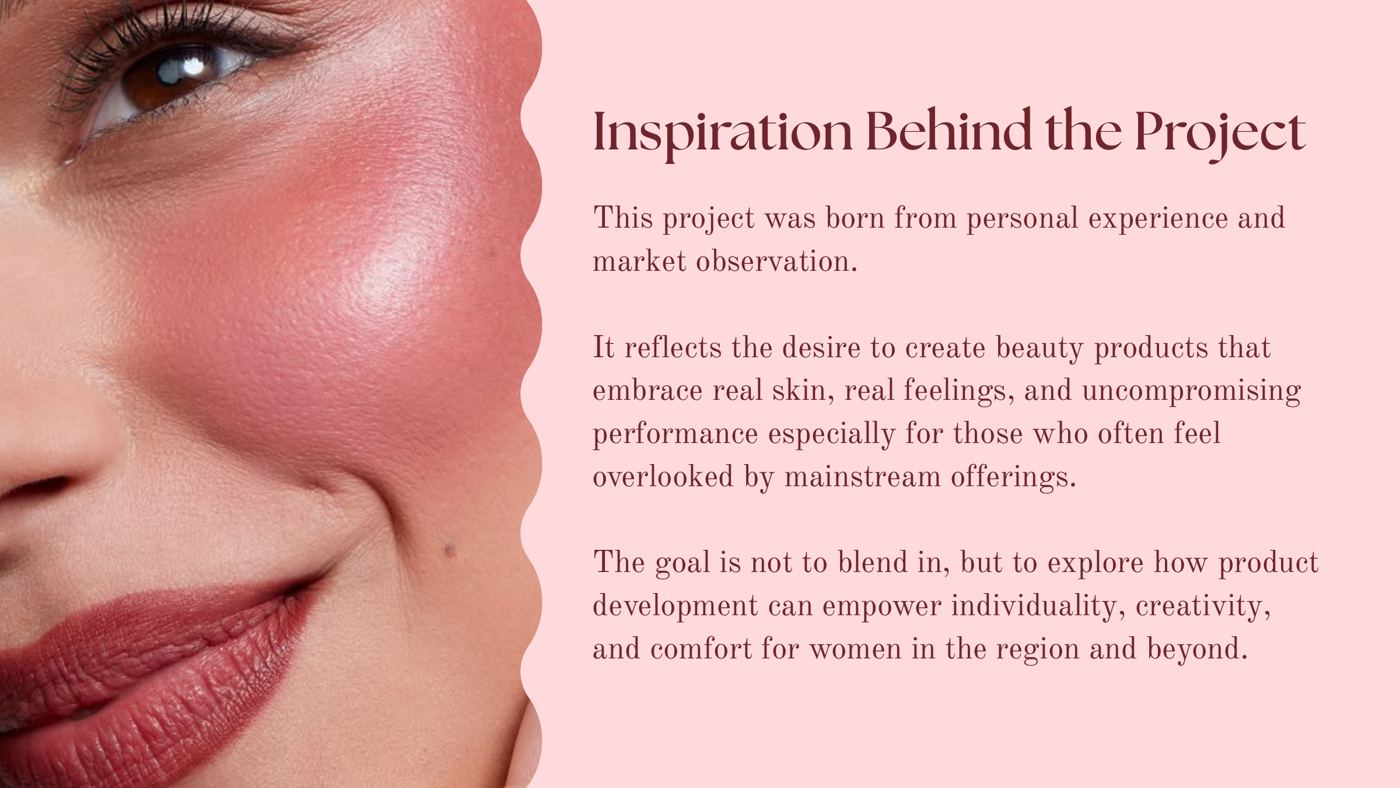 Inspiration Behind the Project
This project was born from personal experience and
market observation.
It reflects the desire to create beauty products that
embrace real skin, real feelings, and uncompromising
performance especially for those who often feel
overlooked by mainstream offerings.
The goal is not to blend in, but to explore how product
development can empower individuality, creativity,
and comfort for women in the region and beyond.